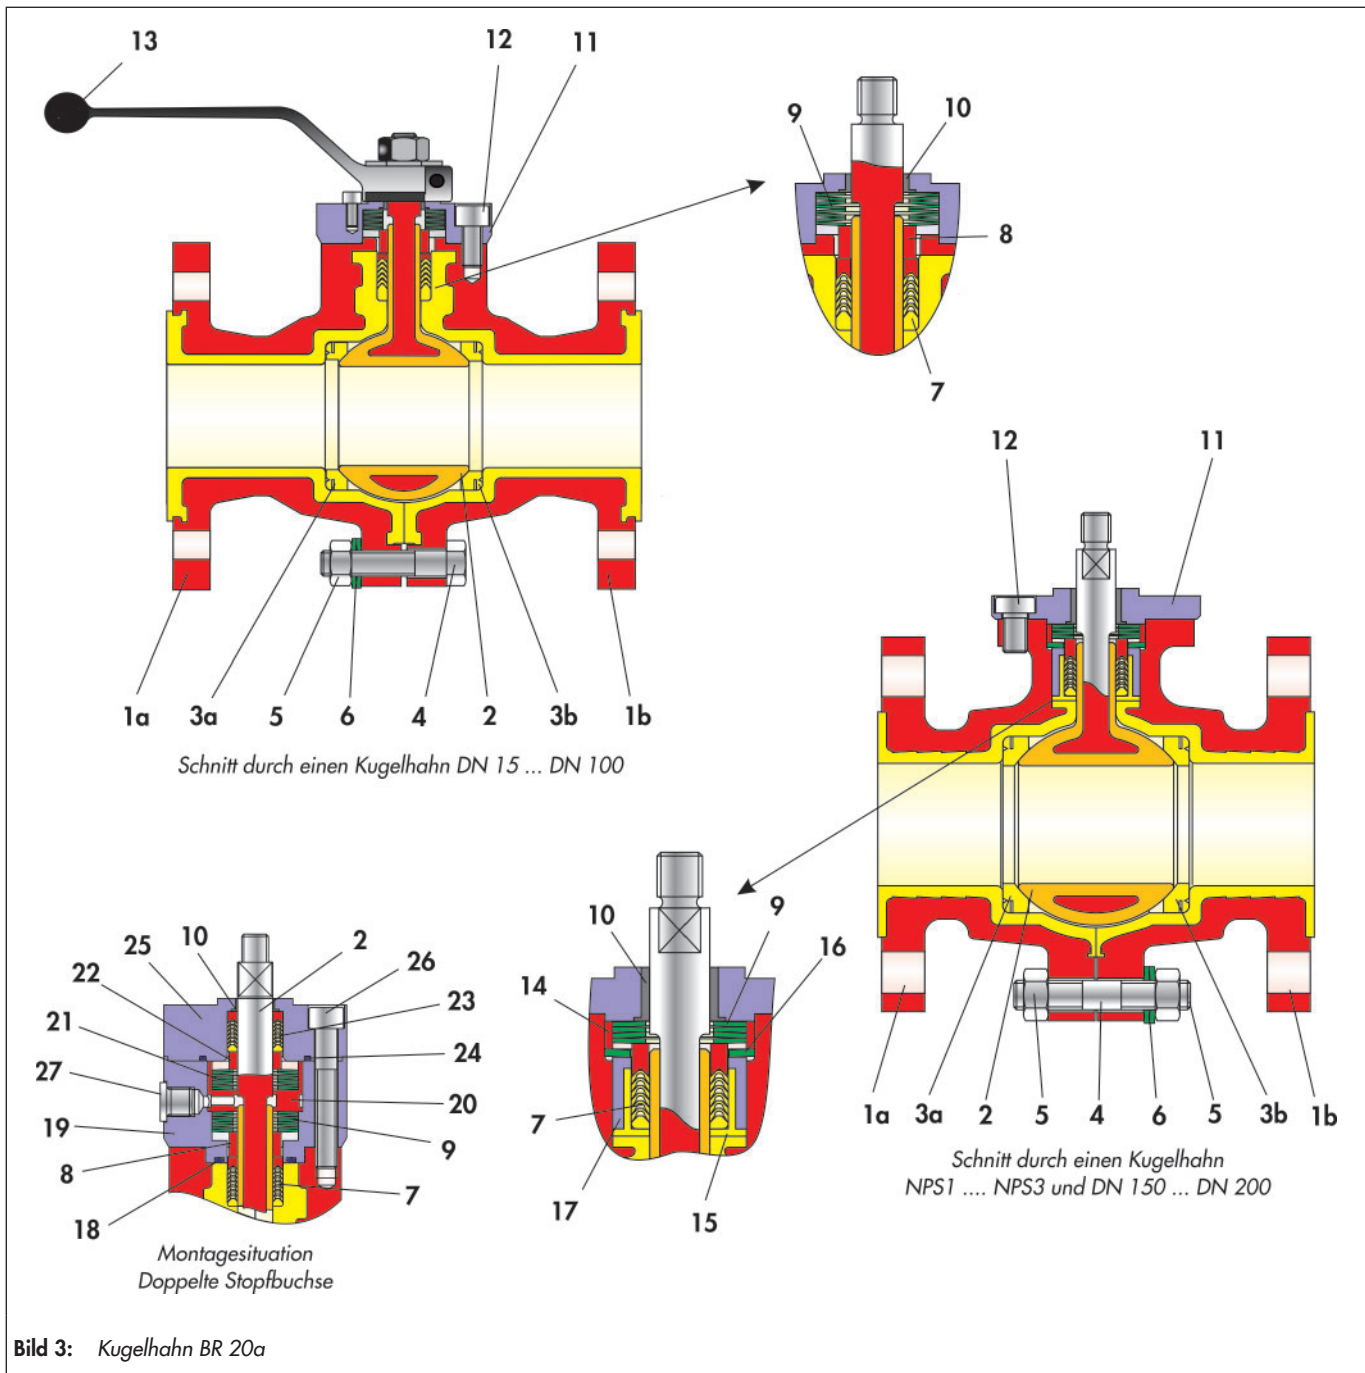 13
12
11
9
10
8
7
1a
3a
5
6
4
2
3b
1b
Schnitt durch einen Kugelhahn DN 15 ... DN 100
12
11
1a
3a
2
5
4
6
5
3b
1b
Schnitt durch einen Kugelhahn
NPS1 .... NPS3 und DN 150 ... DN 200
10
9
16
14
7
17
15
25
10
2
26
22
23
21
24
27
20
19
9
8
7
18
Montagesituation
Doppelte Stopfbuchse
Bild 3: Kugelhahn BR 20a